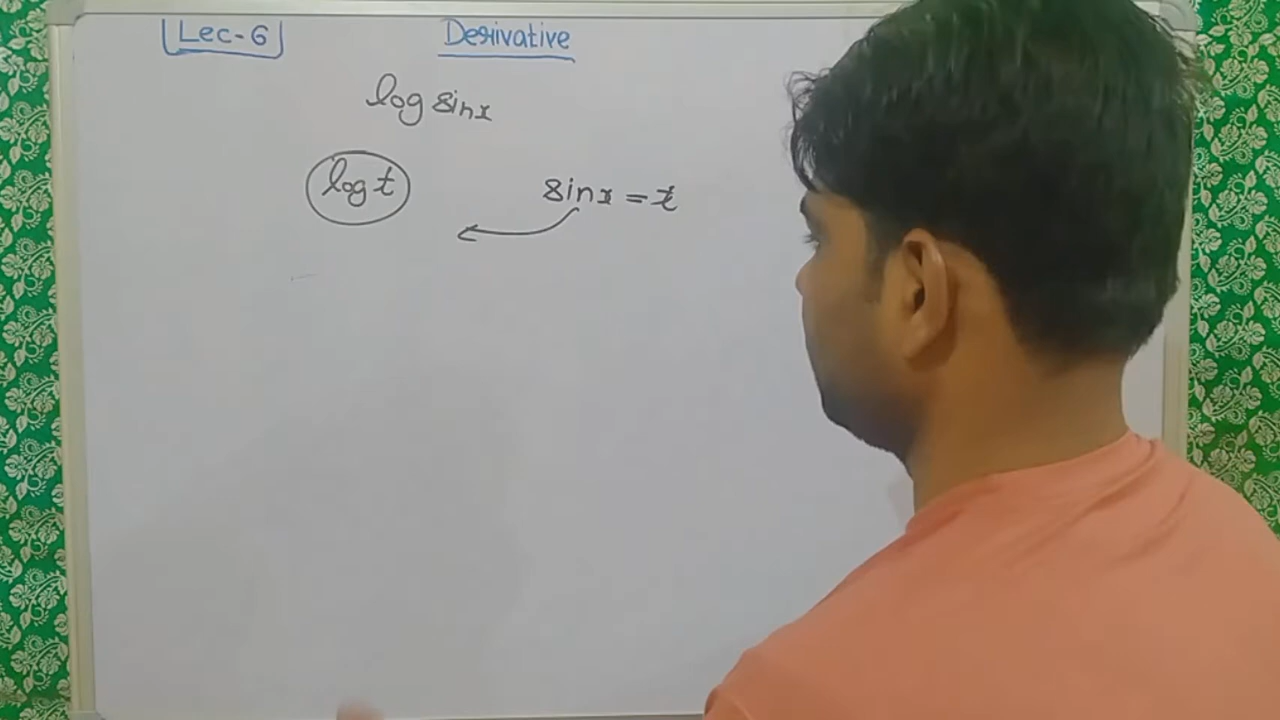 Lec-6
Derivative
log sinx
log t
sinx = t